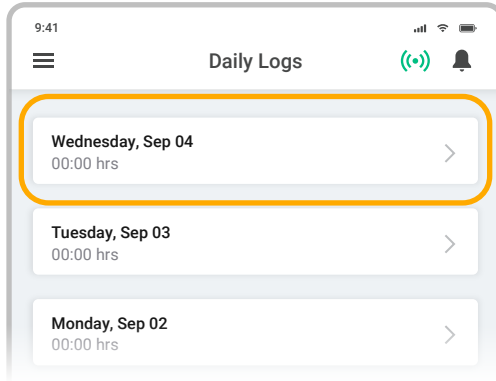 9:41
Daily Logs
Wednesday, Sep 04
00:00 hrs
Tuesday, Sep 03
00:00 hrs
Monday, Sep 02
00:00 hrs